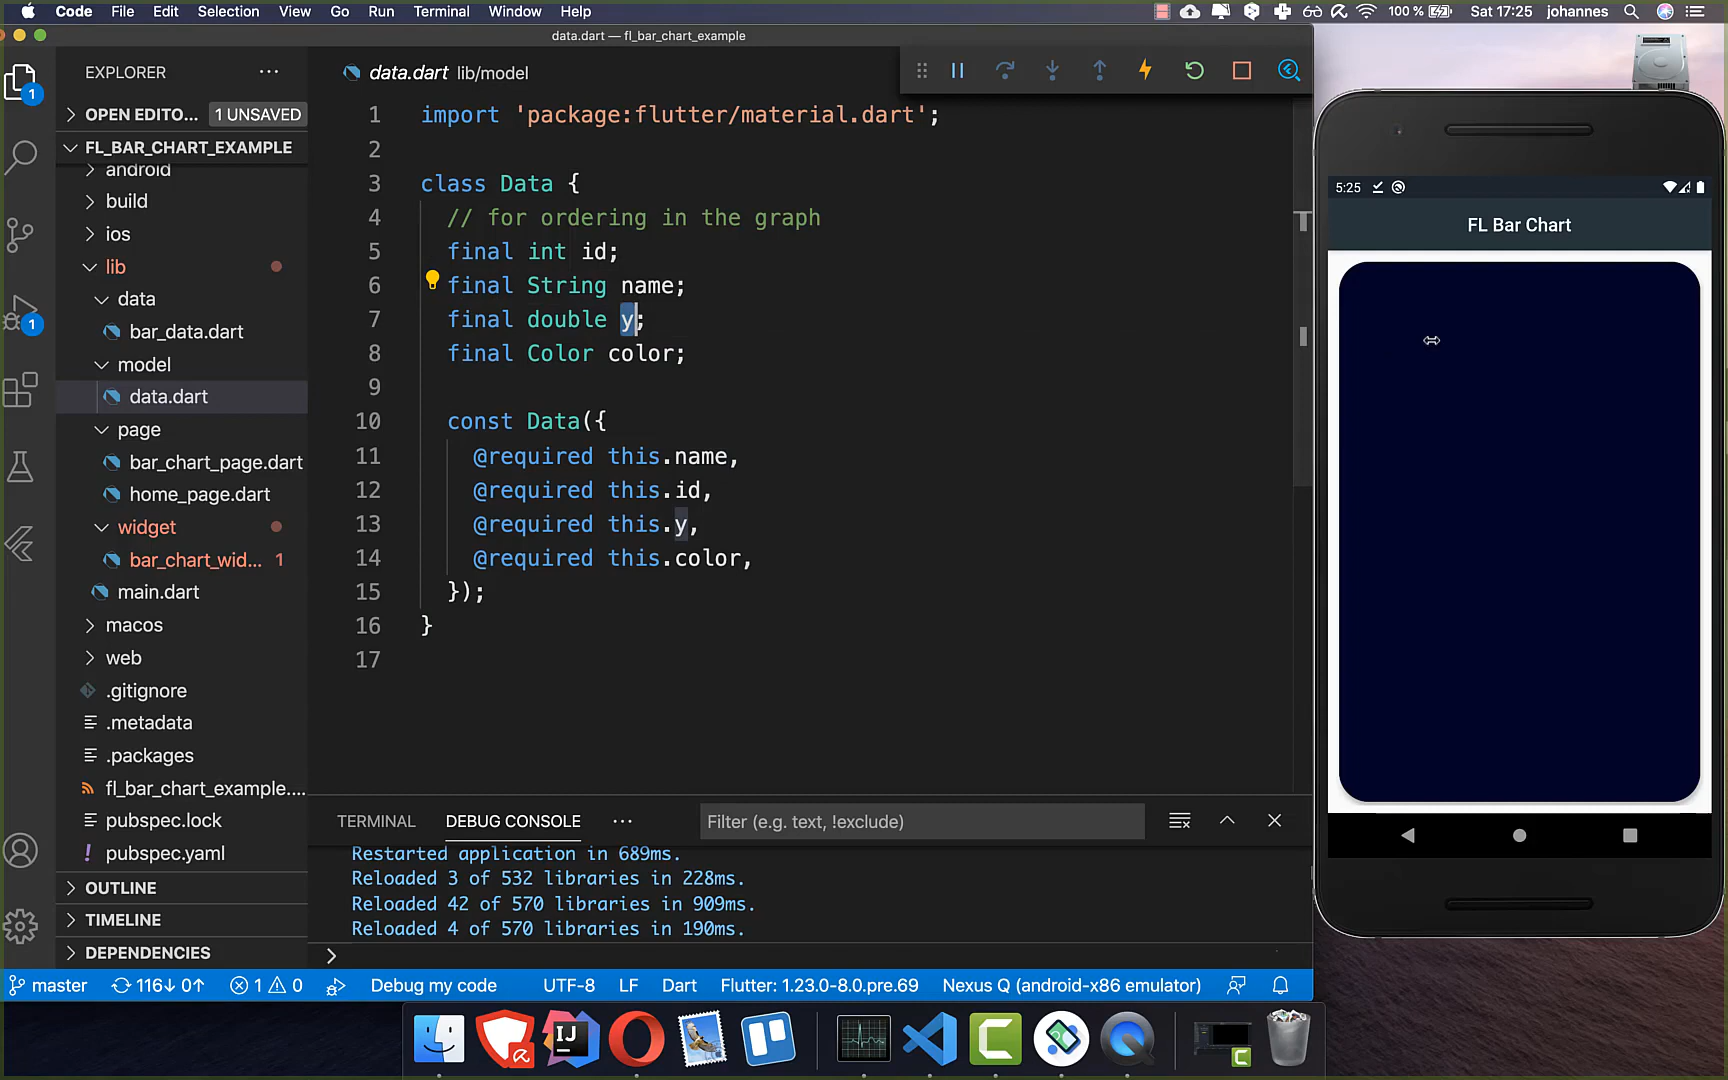 Code File Edit Selection View Go Run Terminal Window Help
100 % Sat 17:25 johannes
data.dart — fl_bar_chart_example
EXPLORER
OPEN EDITO... 1 UNSAVED
FL_BAR_CHART_EXAMPLE
android
build
ios
lib
data
bar_data.dart
model
data.dart
page
bar_chart_page.dart
home_page.dart
widget
bar_chart_wid... 1
main.dart
macos
web
.gitignore
.metadata
.packages
fl_bar_chart_example....
pubspec.lock
pubspec.yaml
OUTLINE
TIMELINE
DEPENDENCIES
1
1
data.dart lib/model
1 import 'package:flutter/material.dart';
2
3 class Data {
4 // for ordering in the graph
5 final int id;
6 final String name;
7 final double y;
8 final Color color;
9
10 const Data({
11 @required this.name,
12 @required this.id,
13 @required this.y,
14 @required this.color,
15 });
16 }
17
TERMINAL DEBUG CONSOLE ... Filter (e.g. text, !exclude)
Restarted application in 689ms.
Reloaded 3 of 532 libraries in 228ms.
Reloaded 42 of 570 libraries in 909ms.
Reloaded 4 of 570 libraries in 190ms.
master 116↓ 0↑ 1 0 Debug my code UTF-8 LF Dart Flutter: 1.23.0-8.0.pre.69 Nexus Q (android-x86 emulator)
5:25
FL Bar Chart
IJ